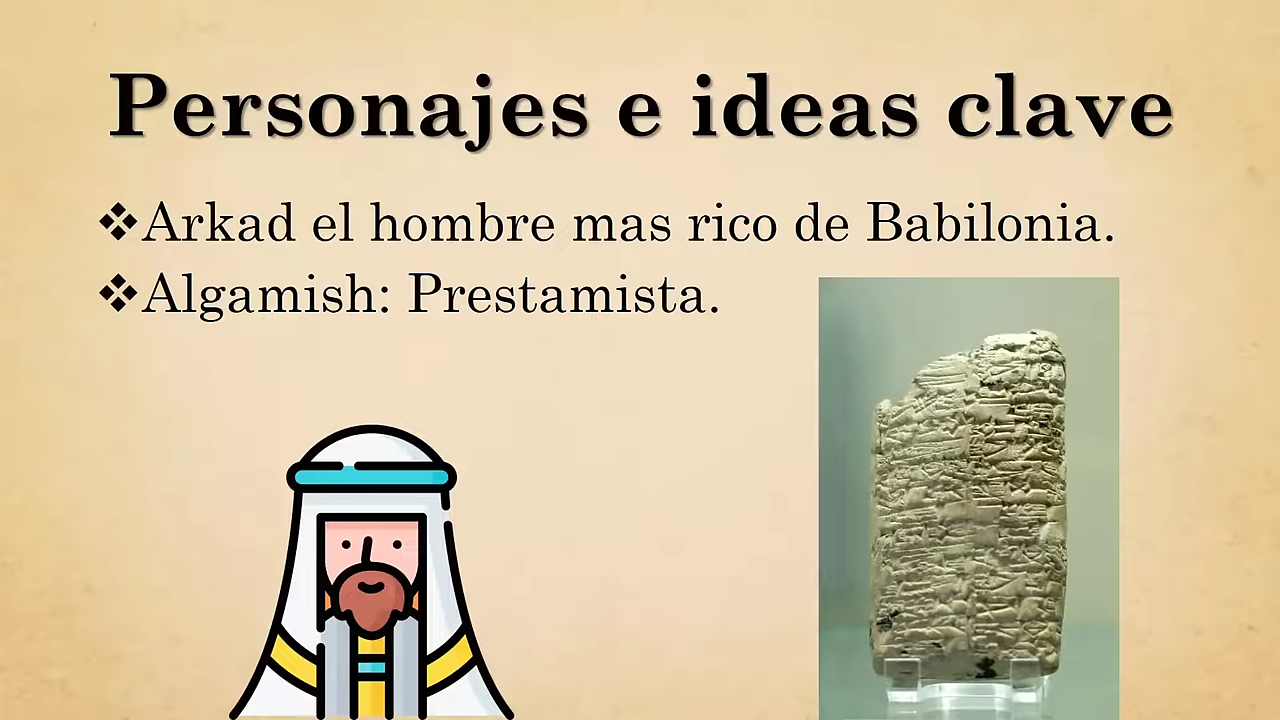 Personajes e ideas clave
❖Arkad el hombre mas rico de Babilonia.
❖Algamish: Prestamista.